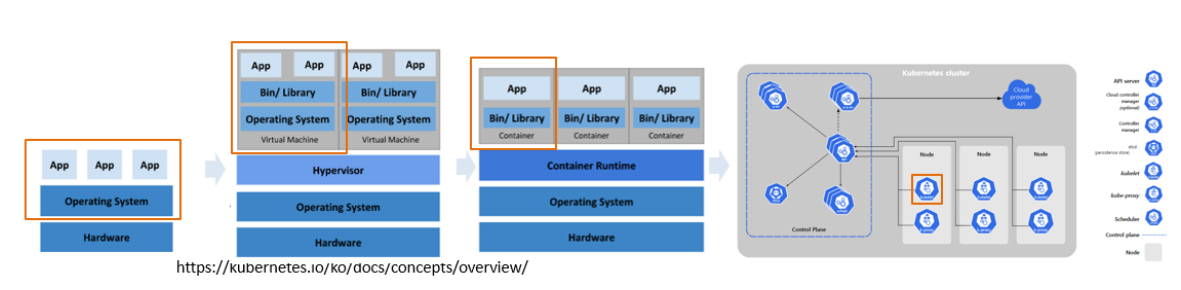 App App App
Operating System
Hardware
App App App App
Bin/ Library Bin/ Library
Operating System Operating System
Virtual Machine Virtual Machine
Hypervisor
Operating System
Hardware
App App App
Bin/ Library Bin/ Library Bin/ Library
Container Container Container
Container Runtime
Operating System
Hardware
https://kubernetes.io/ko/docs/concepts/overview/
Kubernetes cluster
Cloud
provider
API
Node Node Node
Control Plane
API server
Cloud controller
manager
(optional)
Controller
manager
etcd
(persistence store)
kubelet
kube-proxy
Scheduler
Control plane
Node